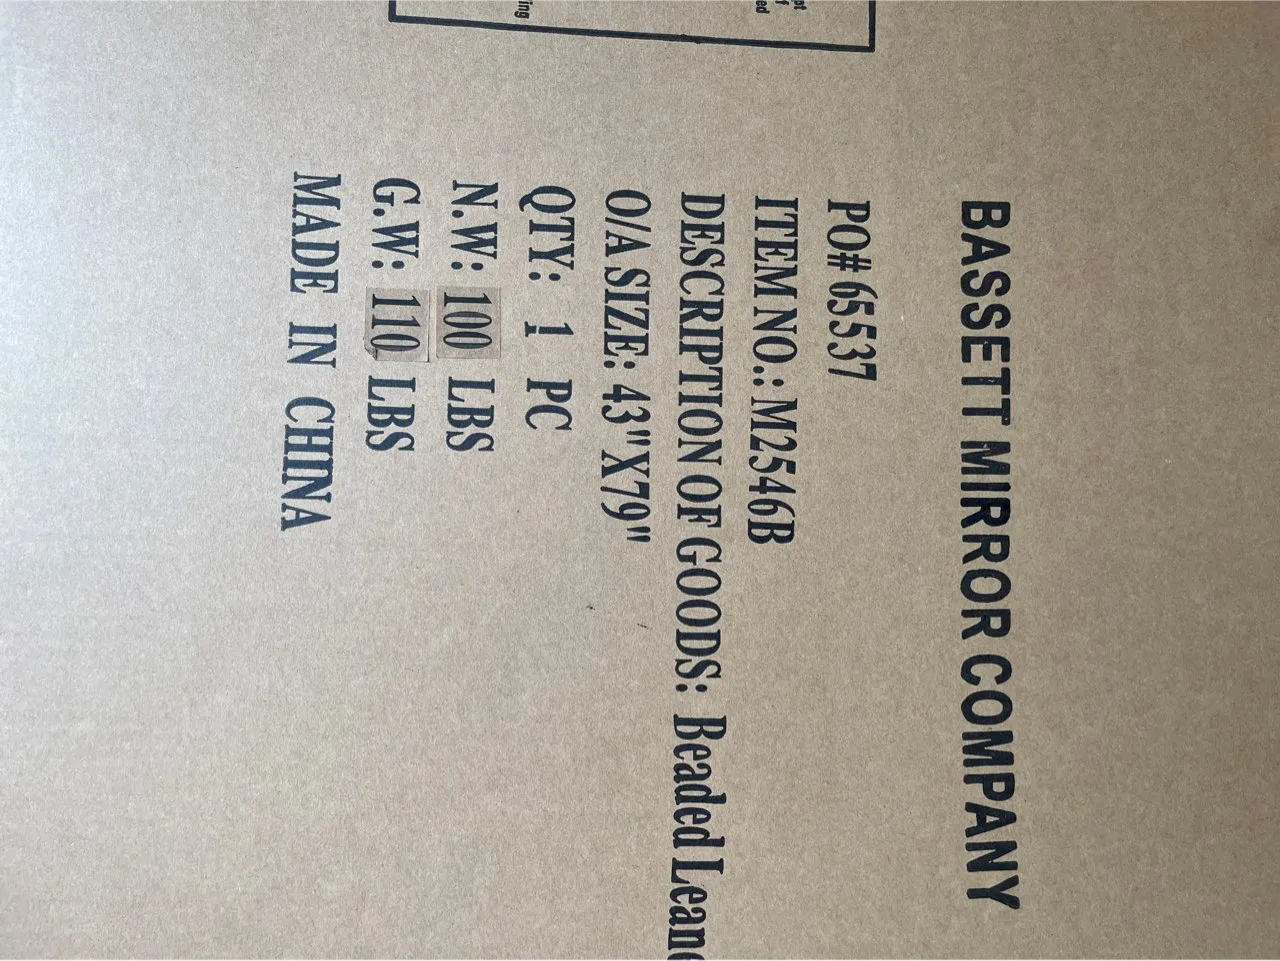 BASSETT MIRROR COMPANY
PO# 65537
ITEM NO.: M2546B
DESCRIPTION OF GOODS: Beaded Leane
O/A SIZE: 43"X79"
QTY: 1 PC
N.W: 100 LBS
G.W: 110 LBS
MADE IN CHINA